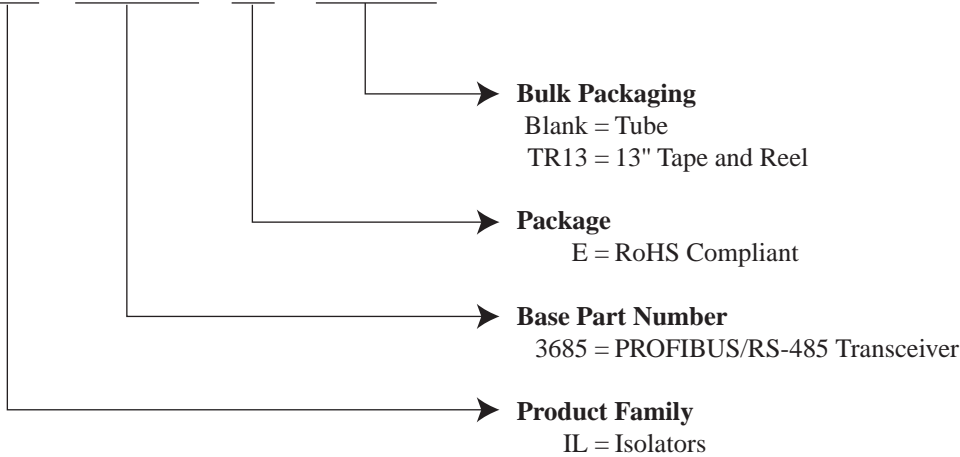 Bulk Packaging
Blank = Tube
TR13 = 13" Tape and Reel
Package
E = RoHS Compliant
Base Part Number
3685 = PROFIBUS/RS-485 Transceiver
Product Family
IL = Isolators